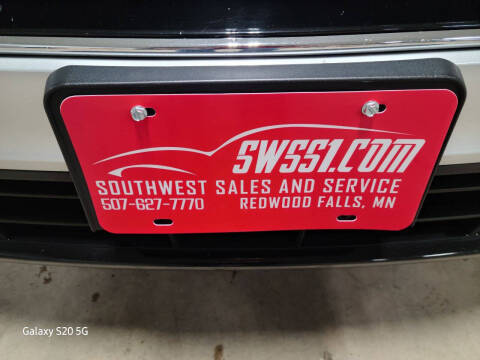 SWSS1.COM
SOUTHWEST SALES AND SERVICE
507-627-7770 REDWOOD FALLS, MN
Galaxy S20 5G